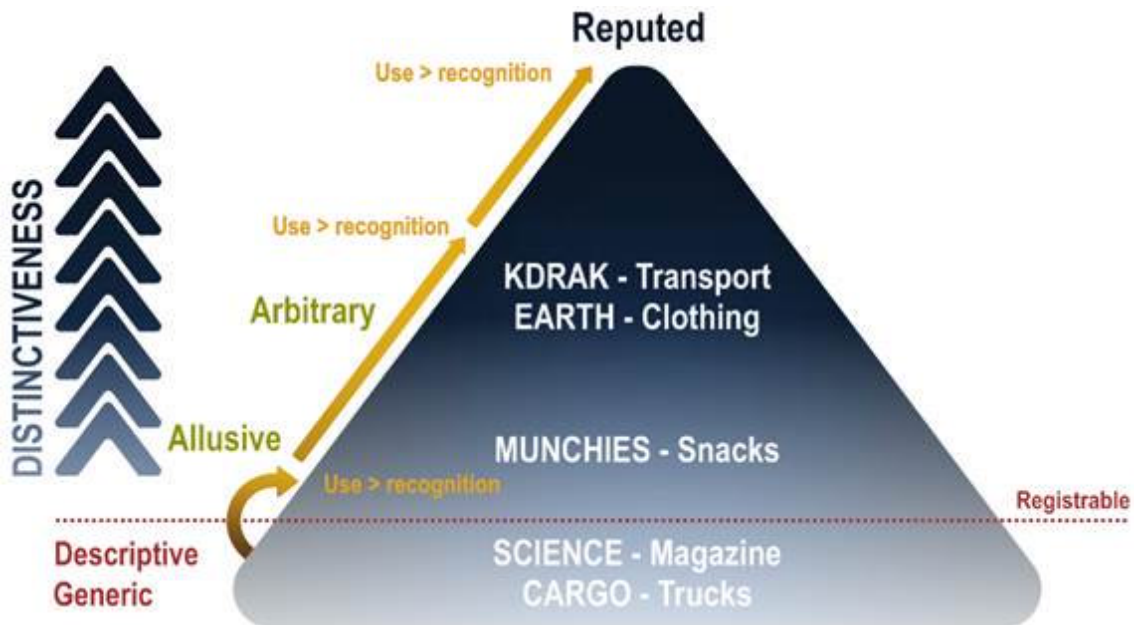 Reputed
Use > recognition
DISTINCTIVENESS
Use > recognition
KDRAK - Transport
EARTH - Clothing
Arbitrary
Allusive
MUNCHIES - Snacks
Use > recognition
Registrable
Descriptive
Generic
SCIENCE - Magazine
CARGO - Trucks